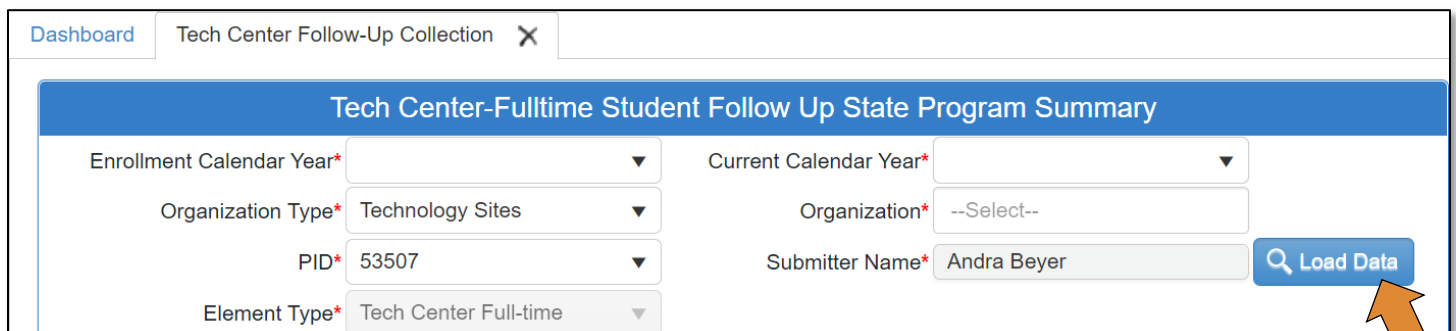 Dashboard Tech Center Follow-Up Collection
Tech Center-Fulltime Student Follow Up State Program Summary
Enrollment Calendar Year* Current Calendar Year*
Organization Type* Technology Sites Organization* --Select--
PID* 53507 Submitter Name* Andra Beyer Load Data
Element Type* Tech Center Full-time